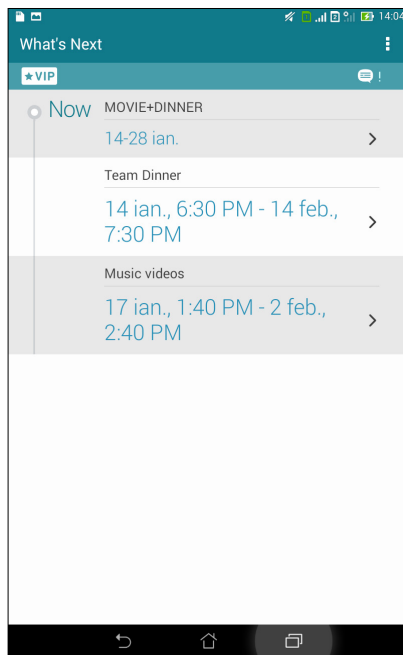 14:04
What's Next
★VIP
!
Now MOVIE+DINNER
14-28 ian.
Team Dinner
14 ian., 6:30 PM - 14 feb.,
7:30 PM
Music videos
17 ian., 1:40 PM - 2 feb.,
2:40 PM